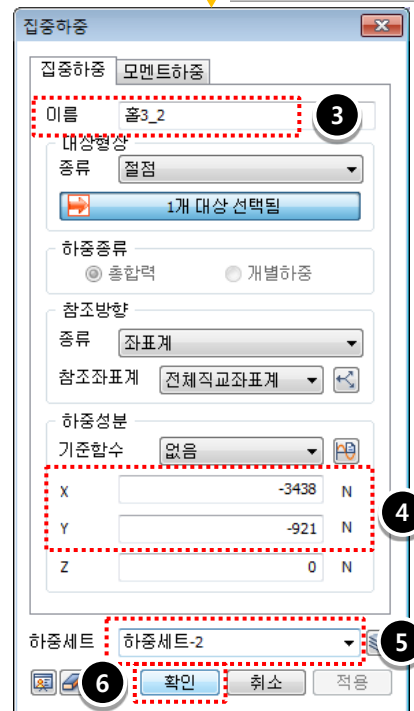 집중하중
집중하중 모멘트하중
이름 홀3_2 3
대상형상
종류 절점
1개 대상 선택됨
하중종류
총합력 개별하중
참조방향
종류 좌표계
참조좌표계 전체직교좌표계
하중성분
기준함수 없음
X -3438 N
4
Y -921 N
Z 0 N
하중세트 하중세트-2 5
6 확인 취소 적용